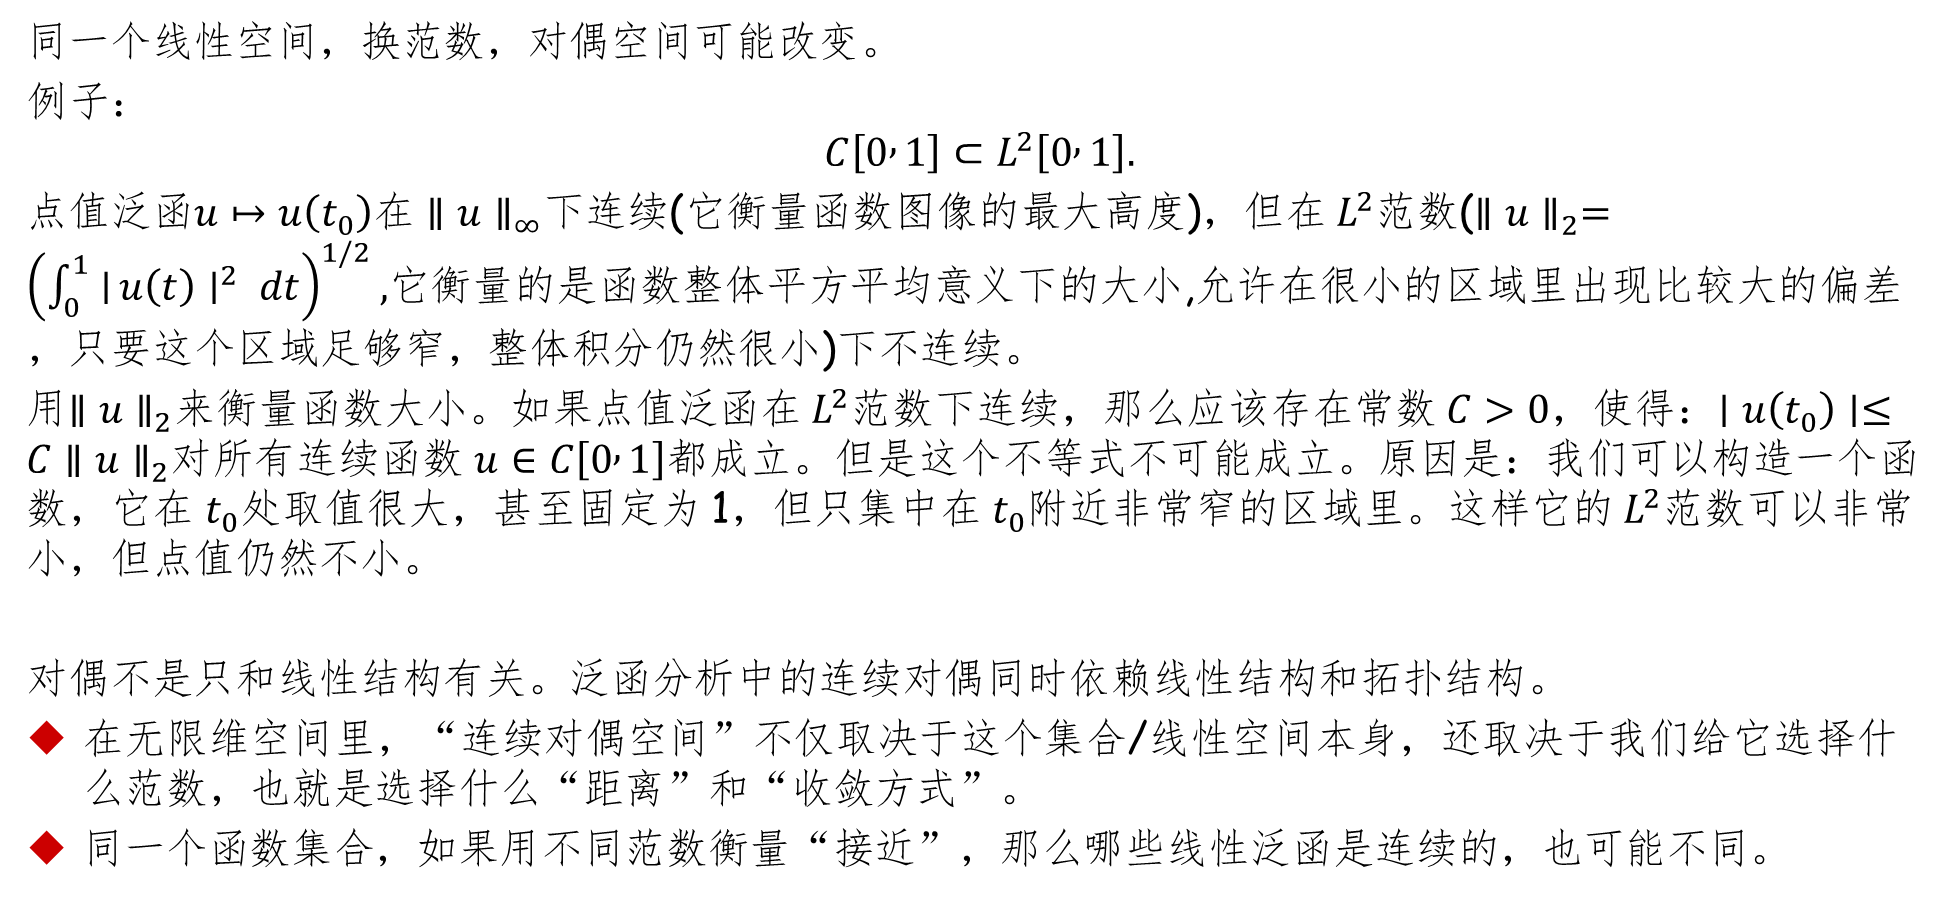 同一个线性空间，换范数，对偶空间可能改变。
例子：
C[0, 1] ⊂ L²[0, 1].
点值泛函u ↦ u(t₀)在 ∥ u ∥∞下连续(它衡量函数图像的最大高度)，但在 L²范数(∥ u ∥₂=
(∫₀¹ ∣u(t) ∣² dt)^{1/2} ,它衡量的是函数整体平方平均意义下的大小,允许在很小的区域里出现比较大的偏差
，只要这个区域足够窄，整体积分仍然很小)下不连续。
用∥ u ∥₂来衡量函数大小。如果点值泛函在 L²范数下连续，那么应该存在常数 C > 0，使得：∣ u(t₀) ∣≤
C ∥ u ∥₂对所有连续函数 u ∈ C[0, 1]都成立。但是这个不等式不可能成立。原因是：我们可以构造一个函
数，它在 t₀处取值很大，甚至固定为 1，但只集中在 t₀附近非常窄的区域里。这样它的 L²范数可以非常
小，但点值仍然不小。
对偶不是只和线性结构有关。泛函分析中的连续对偶同时依赖线性结构和拓扑结构。
◆ 在无限维空间里，“连续对偶空间”不仅取决于这个集合/线性空间本身，还取决于我们给它选择什
么范数，也就是选择什么“距离”和“收敛方式”。
◆ 同一个函数集合，如果用不同范数衡量“接近”，那么哪些线性泛函是连续的，也可能不同。